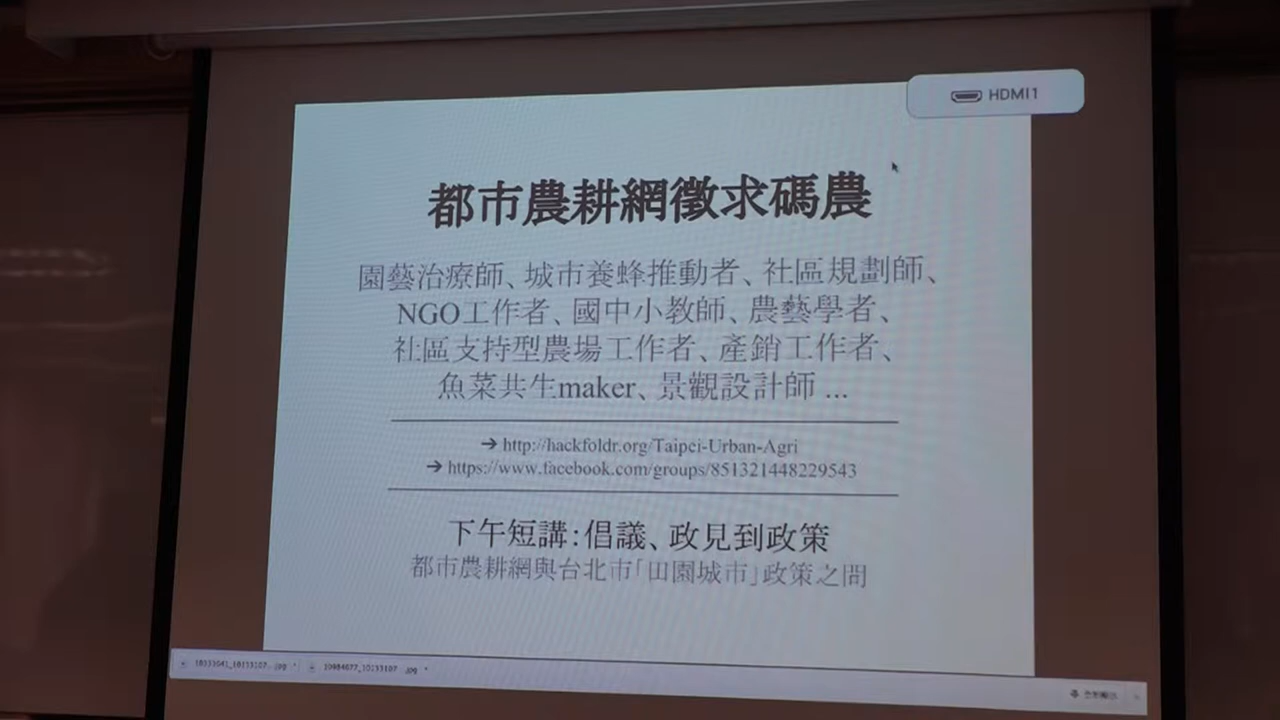 HDMI1
都市農耕網徵求碼農
園藝治療師、城市養蜂推動者、社區規劃師、
NGO工作者、國中小教師、農藝學者、
社區支持型農場工作者、產銷工作者、
魚菜共生maker、景觀設計師 ...
➔ http://hackfoldr.org/Taipei-Urban-Agri
➔ https://www.facebook.com/groups/851321448229543
下午短講：倡議、政見到政策
都市農耕網與台北市「田園城市」政策之間